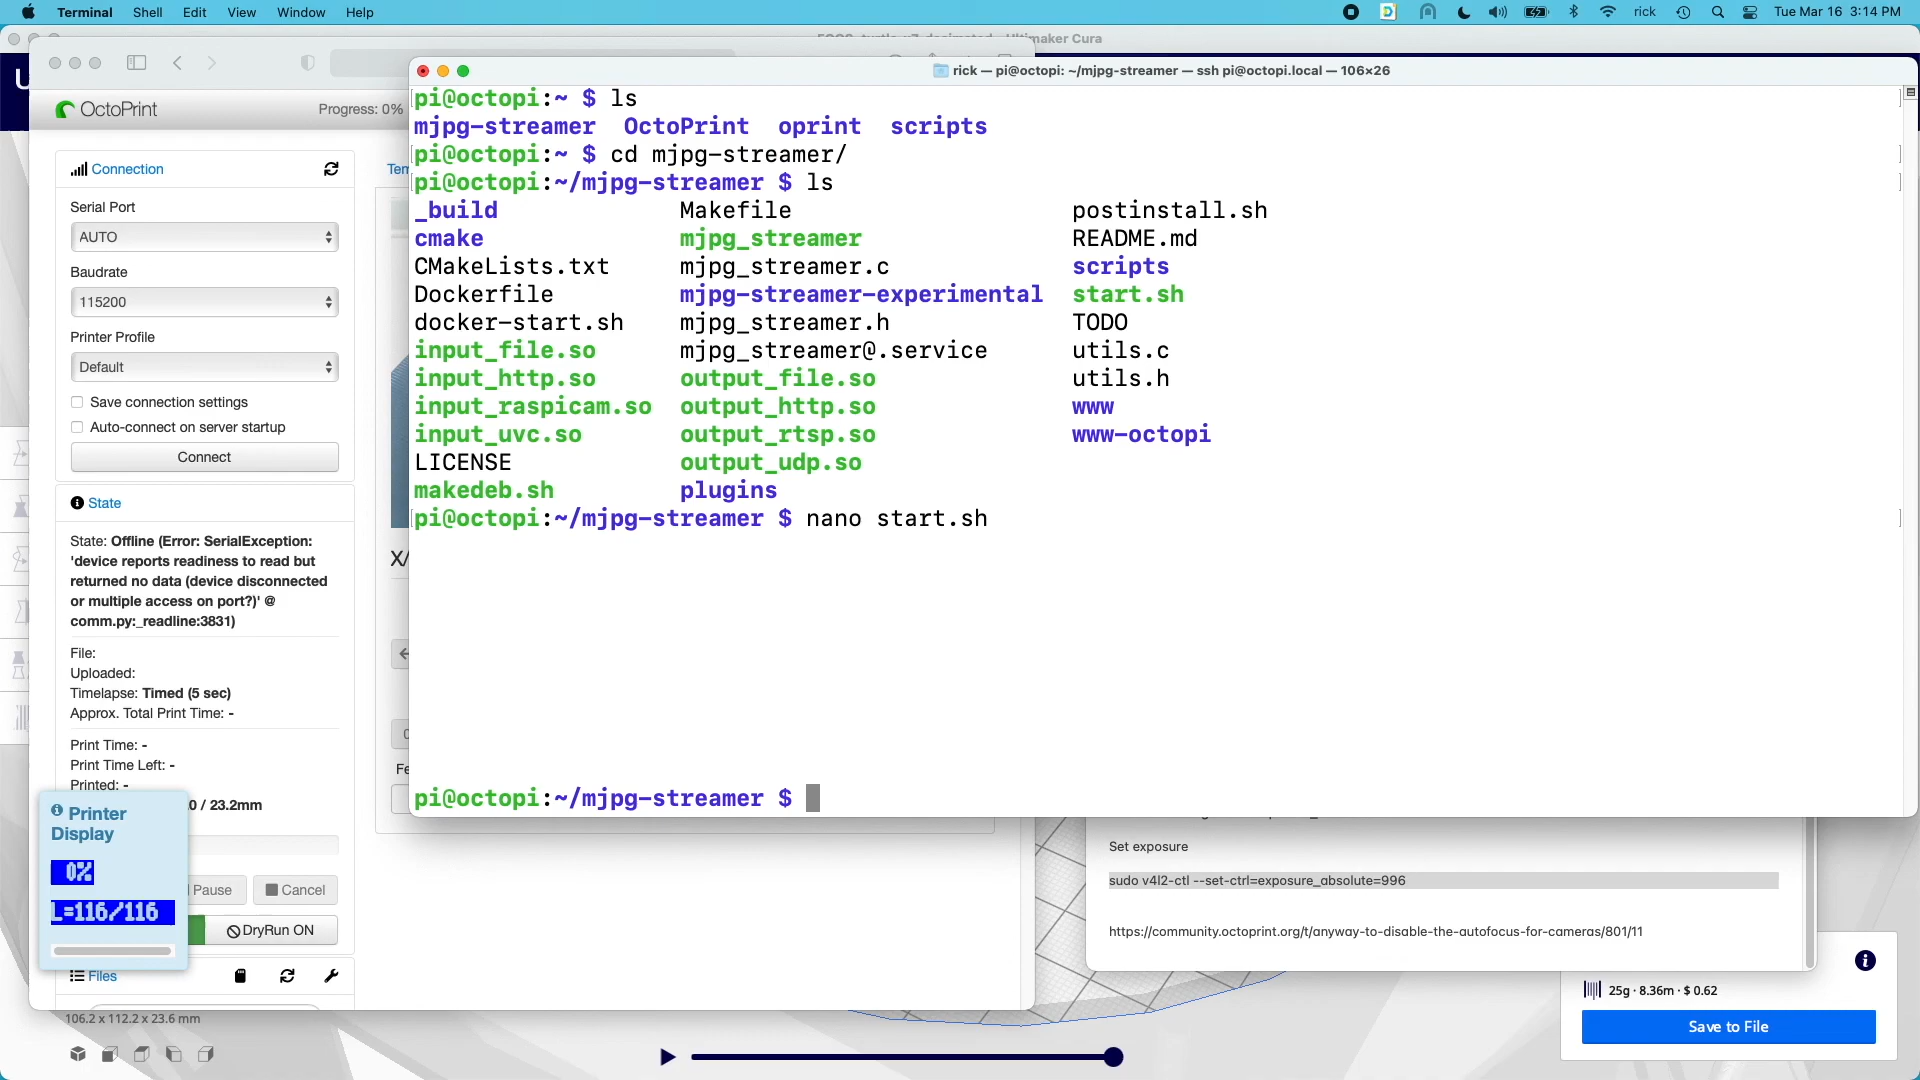 Terminal Shell Edit View Window Help
rick Tue Mar 16 3:14 PM
Ultimaker Cura
U
OctoPrint
Progress: 0%
rick — pi@octopi: ~/mjpg-streamer — ssh pi@octopi.local — 106×26
pi@octopi:~ $ ls
mjpg-streamer OctoPrint oprint scripts
pi@octopi:~ $ cd mjpg-streamer/
pi@octopi:~/mjpg-streamer $ ls
_build Makefile postinstall.sh
cmake mjpg_streamer README.md
CMakeLists.txt mjpg_streamer.c scripts
Dockerfile mjpg-streamer-experimental start.sh
docker-start.sh mjpg_streamer.h TODO
input_file.so mjpg_streamer@.service utils.c
input_http.so output_file.so utils.h
input_raspicam.so output_http.so www
input_uvc.so output_rtsp.so www-octopi
LICENSE output_udp.so
makedeb.sh plugins
pi@octopi:~/mjpg-streamer $ nano start.sh
pi@octopi:~/mjpg-streamer $
Connection
Serial Port
AUTO
Baudrate
115200
Printer Profile
Default
Save connection settings
Auto-connect on server startup
Connect
State
State: Offline (Error: SerialException:
'device reports readiness to read but
returned no data (device disconnected
or multiple access on port?)' @
comm.py:_readline:3831)
File:
Uploaded:
Timelapse: Timed (5 sec)
Approx. Total Print Time: -
Print Time: -
Print Time Left: -
Printed: -
0 / 23.2mm
Printer
Display
0%
L=116/116
Pause
Cancel
DryRun ON
Files
Tem
X/
Fe
106.2 x 112.2 x 23.6 mm
Set exposure
sudo v4l2-ctl --set-ctrl=exposure_absolute=996
https://community.octoprint.org/t/anyway-to-disable-the-autofocus-for-cameras/801/11
25g · 8.36m · $ 0.62
Save to File